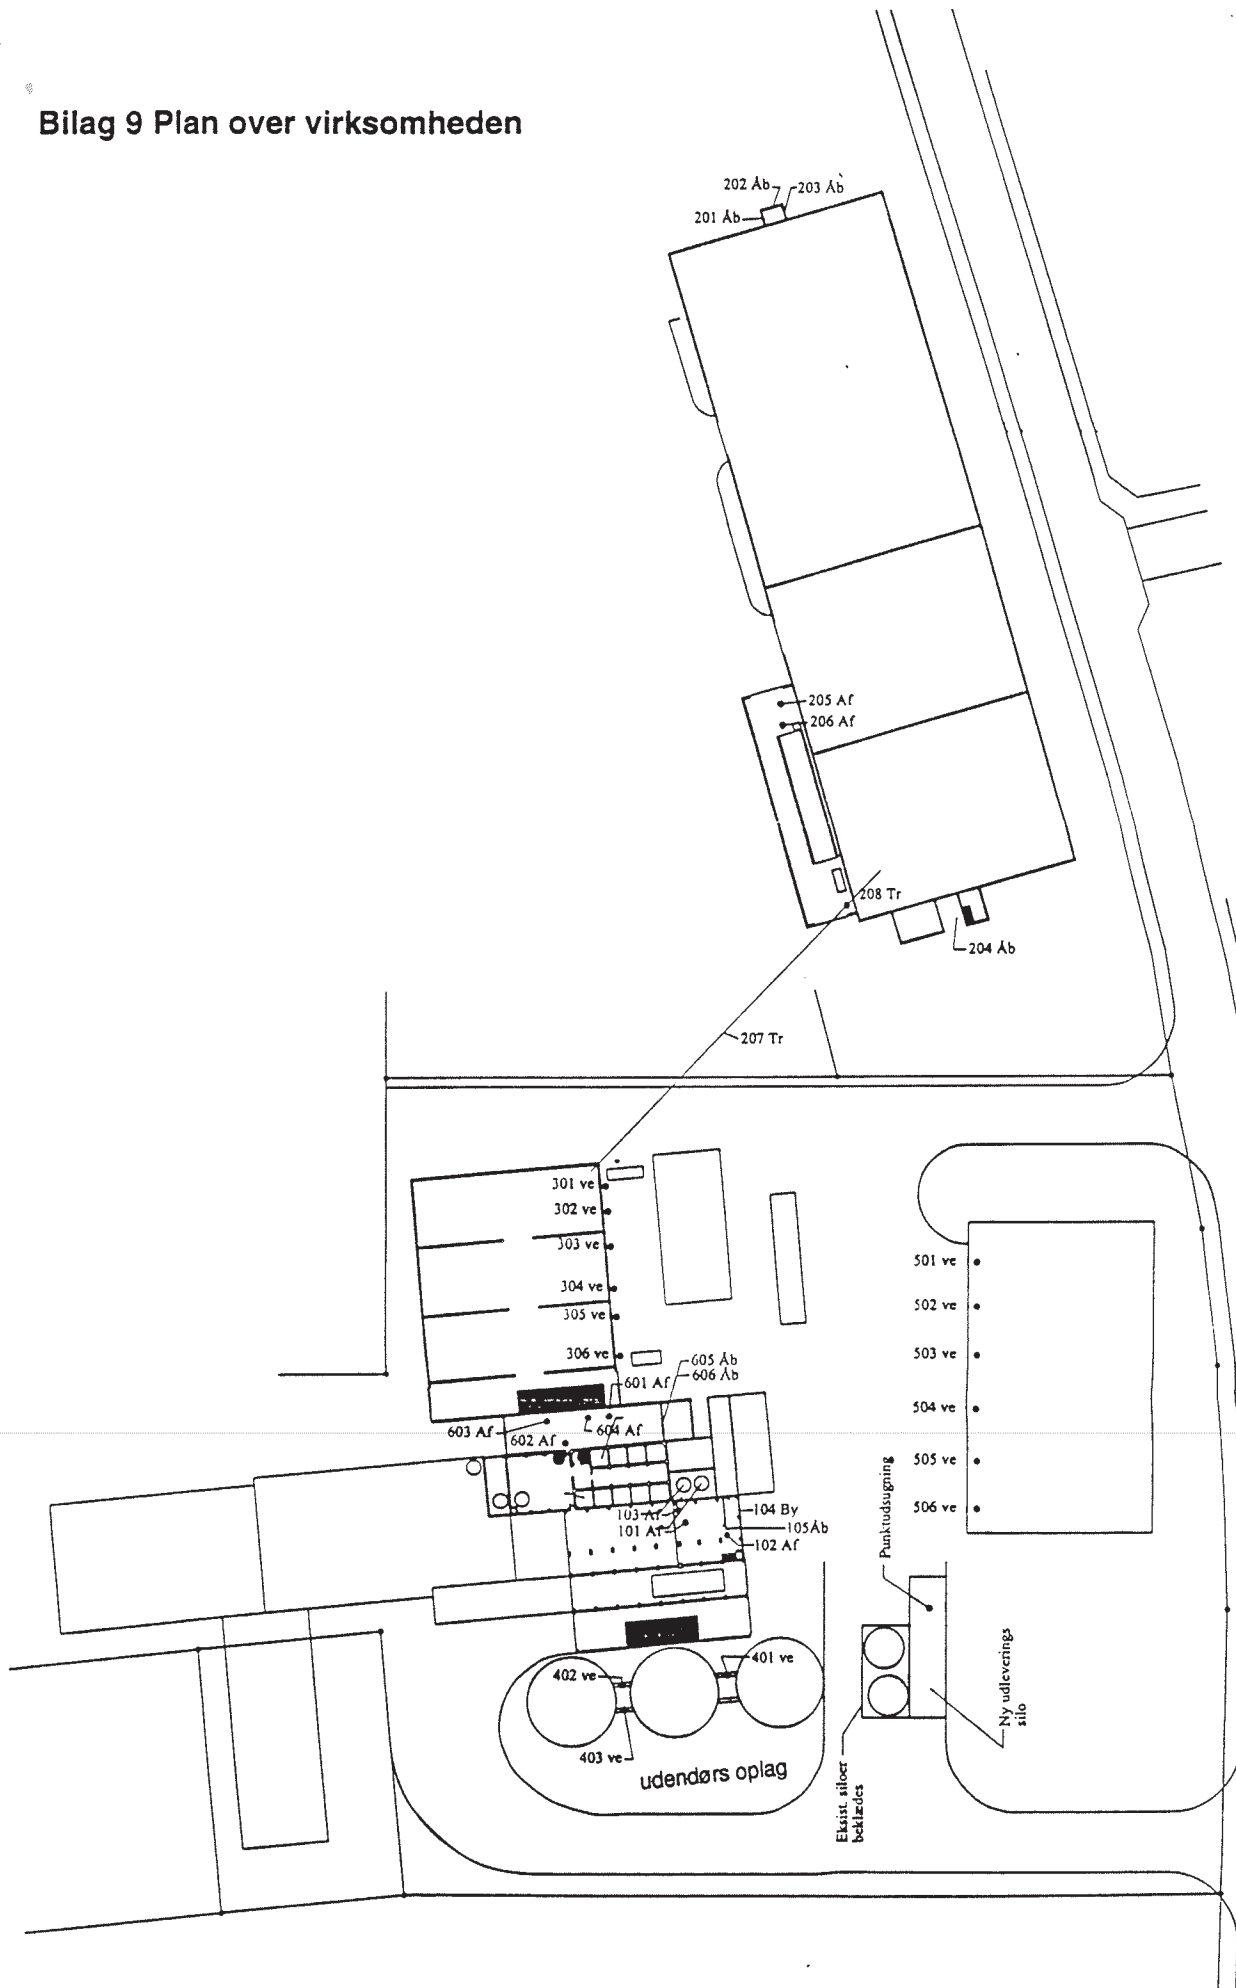 Bilag 9 Plan over virksomheden
202 Åb
203 Åb
201 Åb
205 Af
206 Af
208 Tr
204 Åb
207 Tr
301 ve
302 ve
303 ve
304 ve
305 ve
306 ve
501 ve
502 ve
503 ve
504 ve
505 ve
506 ve
605 Åb
606 Åb
601 Af
603 Af
604 Af
602 Af
103 Af
104 By
101 Af
105Åb
102 Af
Punktudsugning
401 ve
402 ve
403 ve
udendørs oplag
Ny udleverings
silo
Eksist. siloer
beklædes